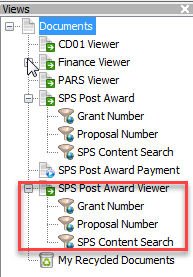 Views
Documents
CD01 Viewer
Finance Viewer
PARS Viewer
SPS Post Award
Grant Number
Proposal Number
SPS Content Search
SPS Post Award Payment
SPS Post Award Viewer
Grant Number
Proposal Number
SPS Content Search
My Recycled Documents